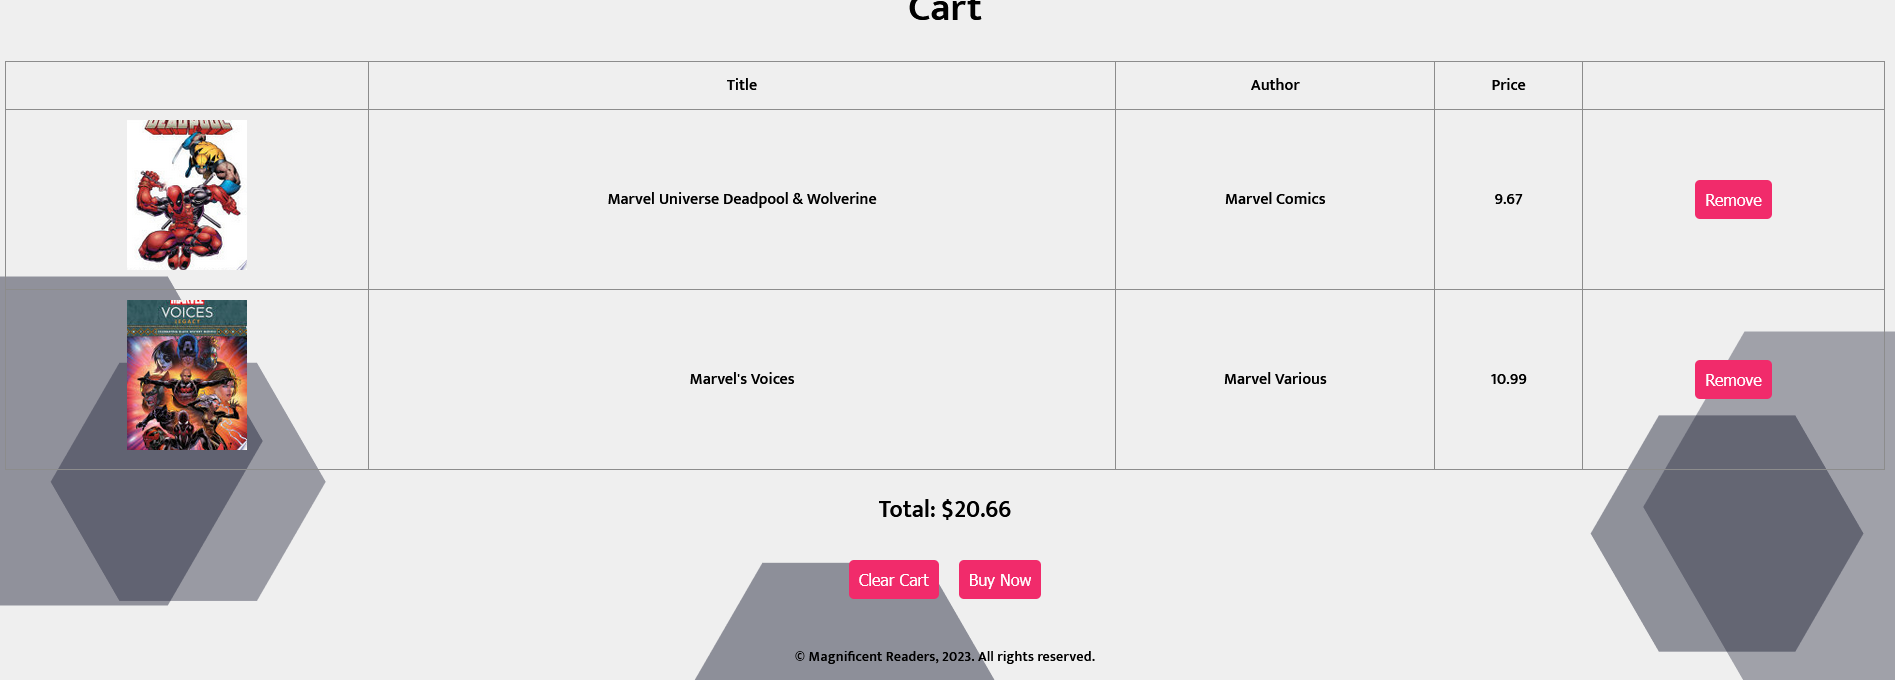 Cart
Title Author Price
DEADPOOL
Marvel Universe Deadpool & Wolverine Marvel Comics 9.67 Remove
MARVEL
VOICES
LEGACY
Marvel's Voices Marvel Various 10.99 Remove
Total: $20.66
Clear Cart Buy Now
© Magnificent Readers, 2023. All rights reserved.